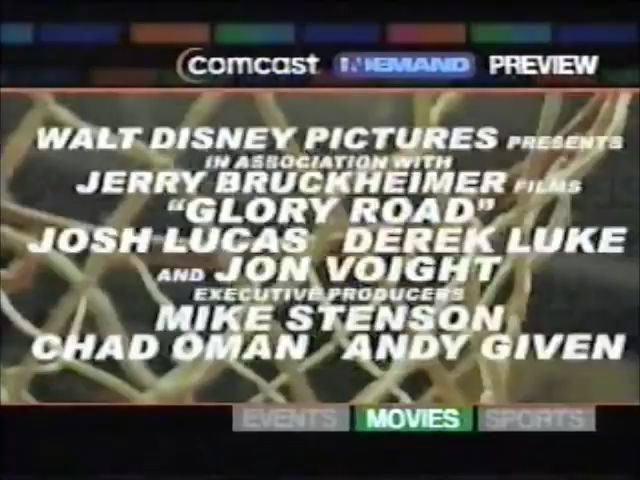 comcast IN DEMAND PREVIEW
WALT DISNEY PICTURES PRESENTS
IN ASSOCIATION WITH
JERRY BRUCKHEIMER FILMS
"GLORY ROAD"
JOSH LUCAS DEREK LUKE
AND JON VOIGHT
EXECUTIVE PRODUCERS
MIKE STENSON
CHAD OMAN ANDY GIVEN
EVENTS MOVIES SPORTS